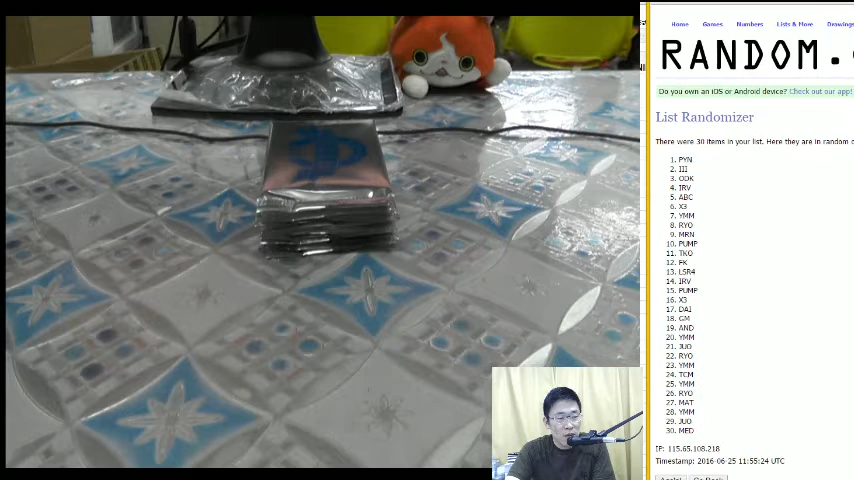 Home Games Numbers Lists & More Drawings
RANDOM.
Do you own an iOS or Android device? Check out our app!
List Randomizer
There were 30 items in your list. Here they are in random
1. PYN
2. III
3. ODK
4. IRV
5. ABC
6. X3
7. YMM
8. RYO
9. MRN
10. PUMP
11. TKO
12. FK
13. LSR4
14. IRV
15. PUMP
16. X3
17. DAI
18. GM
19. AND
20. YMM
21. JUO
22. RYO
23. YMM
24. TCM
25. YMM
26. RYO
27. MAT
28. YMM
29. JUO
30. MED
IP: 115.65.108.218
Timestamp: 2016-06-25 11:55:24 UTC
Again! Go Back